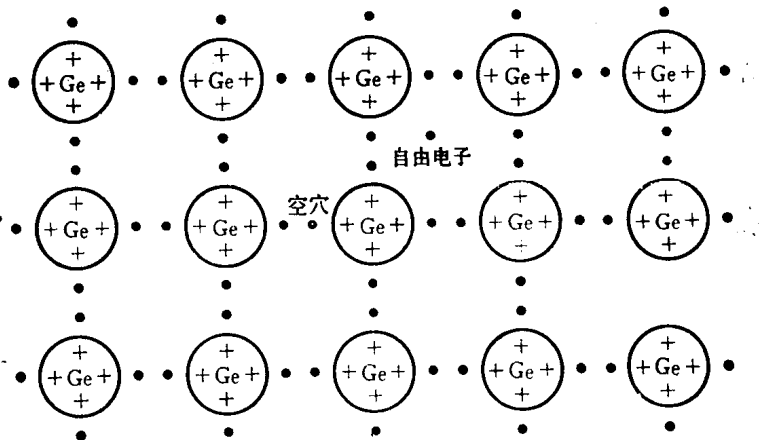 +
+ Ge +
+
+
+ Ge +
+
+
+ Ge +
+
+
+ Ge +
+
+
+ Ge +
+
自由电子
空穴
+
+ Ge +
+
+
+ Ge +
+
+
+ Ge +
+
+
+ Ge +
+
+
+ Ge +
+
+
+ Ge +
+
+
+ Ge +
+
+
+ Ge +
+
+
+ Ge +
+
+
+ Ge +
+